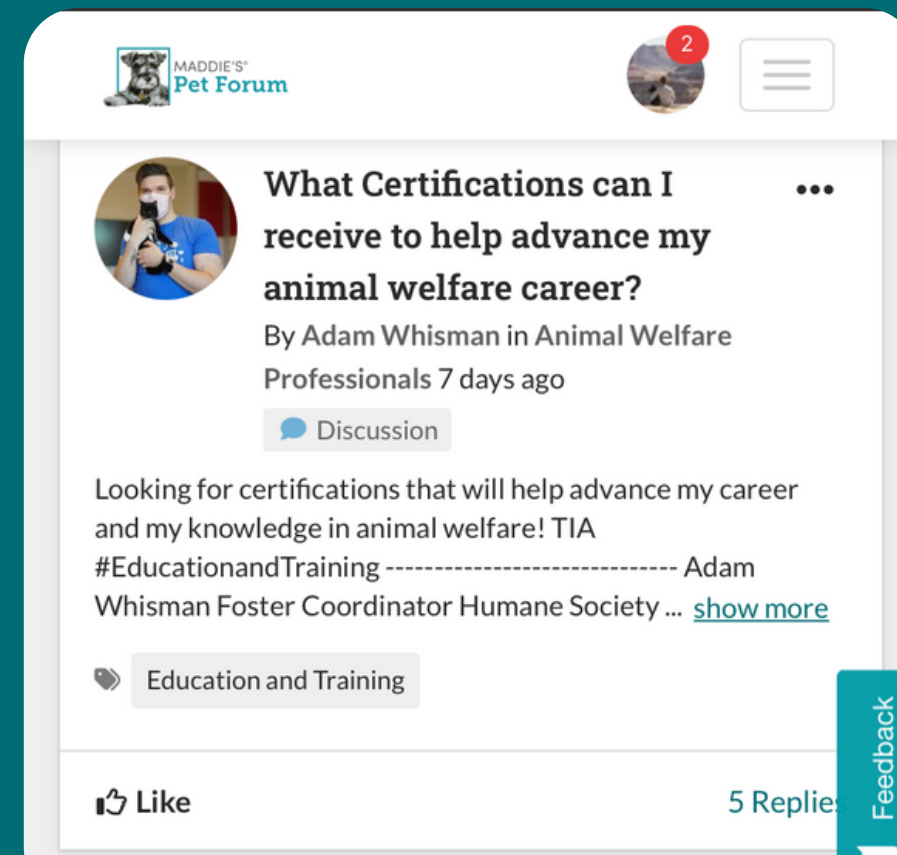 MADDIE'S®
Pet Forum
2
What Certifications can I
receive to help advance my
animal welfare career?
By Adam Whisman in Animal Welfare
Professionals 7 days ago
Discussion
Looking for certifications that will help advance my career
and my knowledge in animal welfare! TIA
#EducationandTraining ------------------------------ Adam
Whisman Foster Coordinator Humane Society ... show more
Education and Training
Like
5 Replies
Feedback